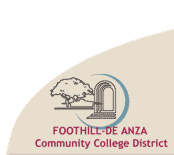 FOOTHILL-DE ANZA
Community College District